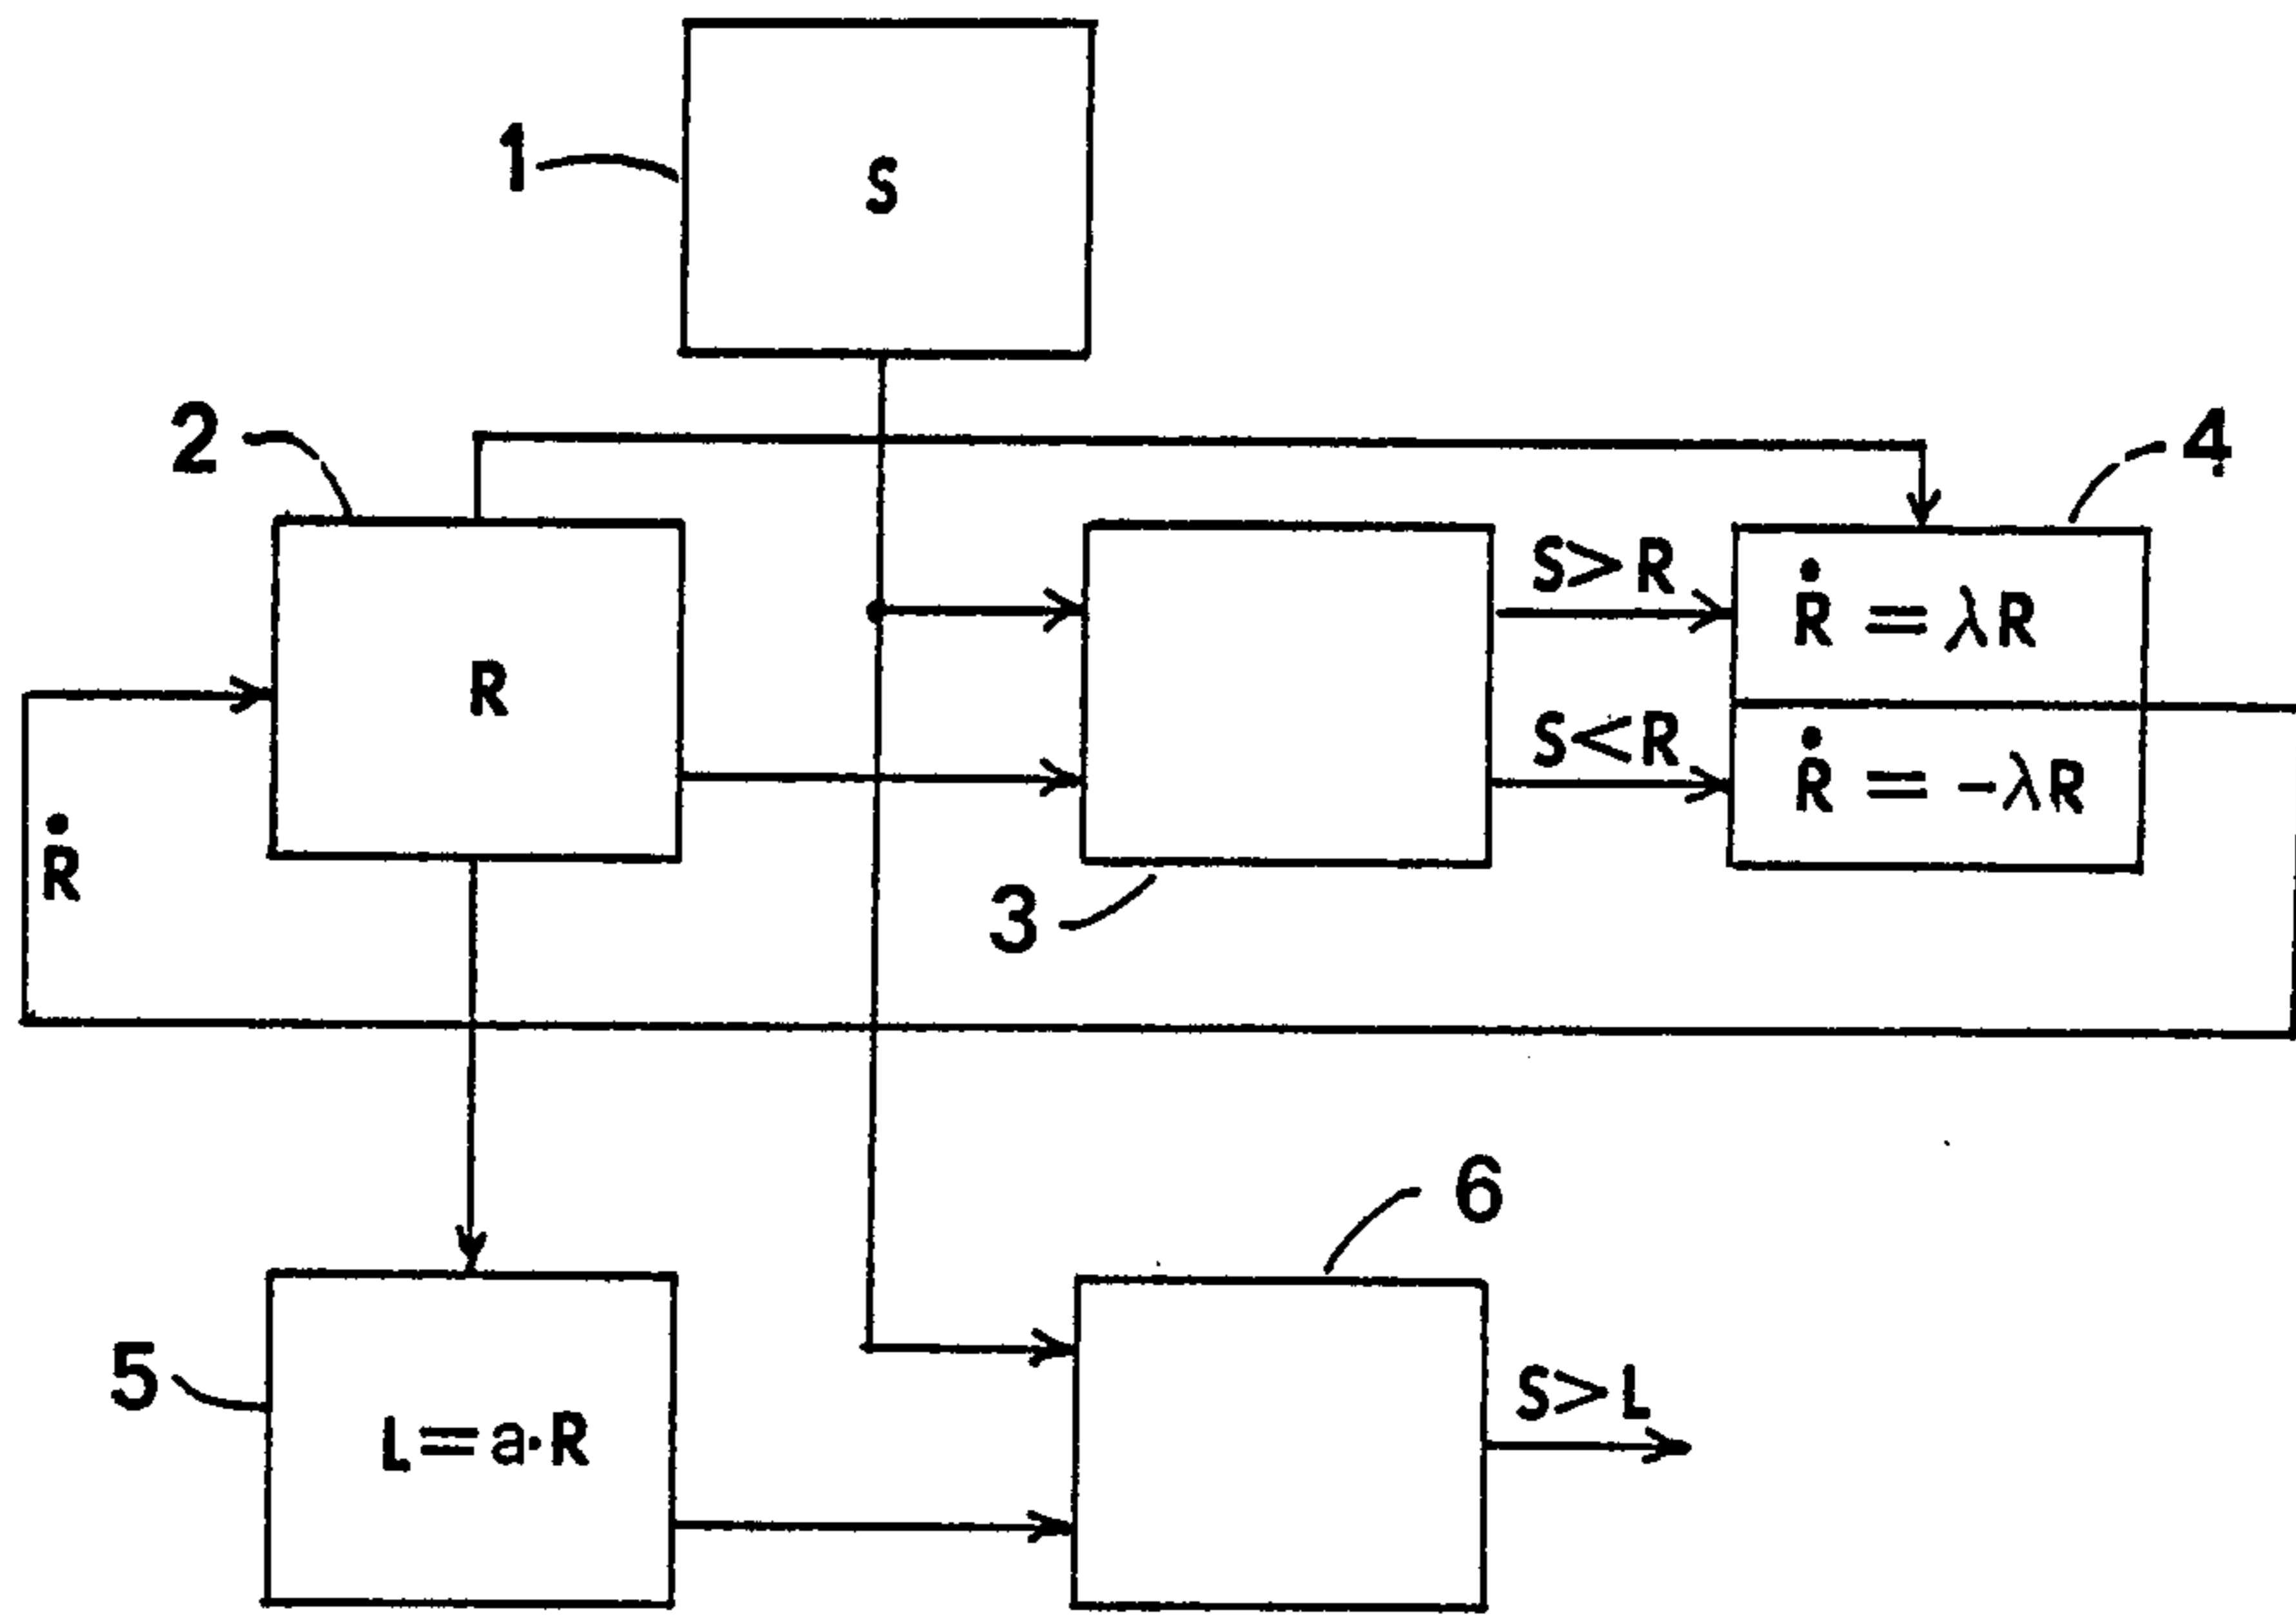 1
S
2
4
S>R
Ṙ = λR
R
S<R
Ṙ = -λR
Ṙ
3
6
5
L=a·R
S>L